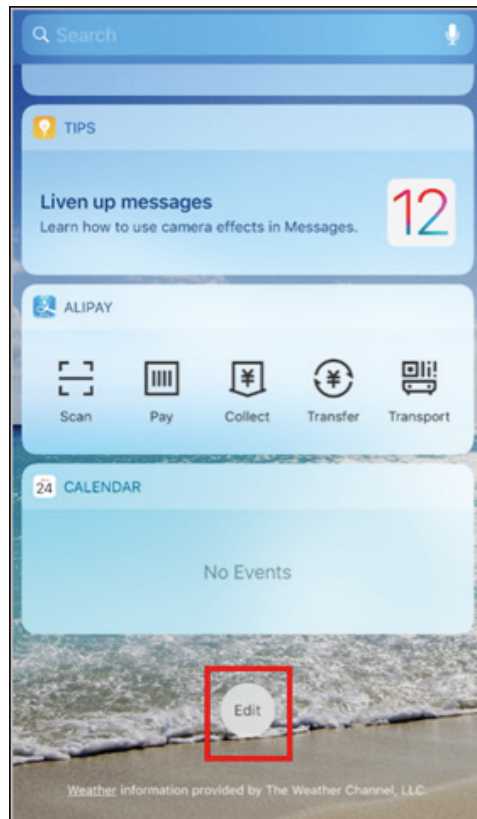 Search
TIPS
Liven up messages
Learn how to use camera effects in Messages.
12
ALIPAY
Scan Pay Collect Transfer Transport
24 CALENDAR
No Events
Edit
Weather information provided by The Weather Channel, LLC.